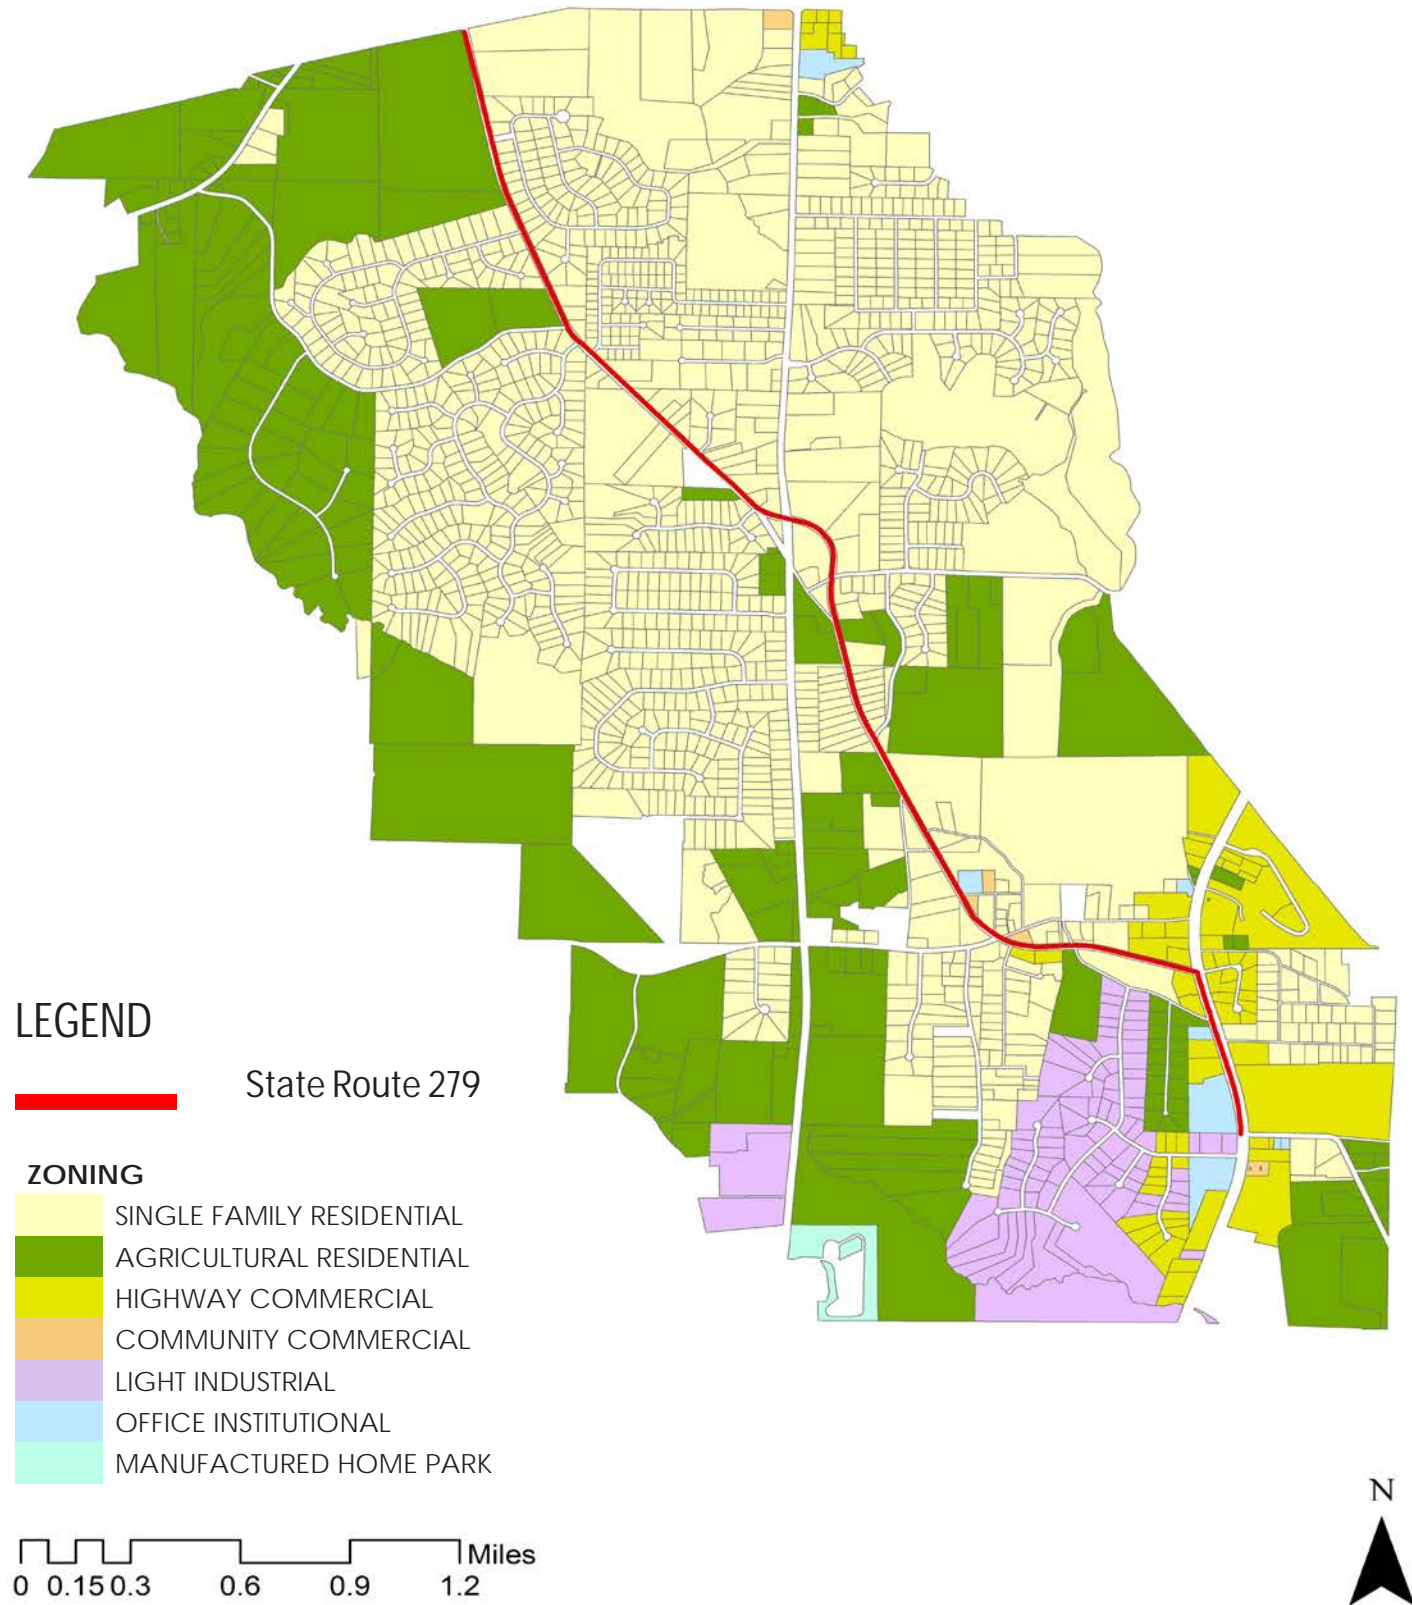 LEGEND
State Route 279
ZONING
SINGLE FAMILY RESIDENTIAL
AGRICULTURAL RESIDENTIAL
HIGHWAY COMMERCIAL
COMMUNITY COMMERCIAL
LIGHT INDUSTRIAL
OFFICE INSTITUTIONAL
MANUFACTURED HOME PARK
N
Miles
0 0.15 0.3 0.6 0.9 1.2